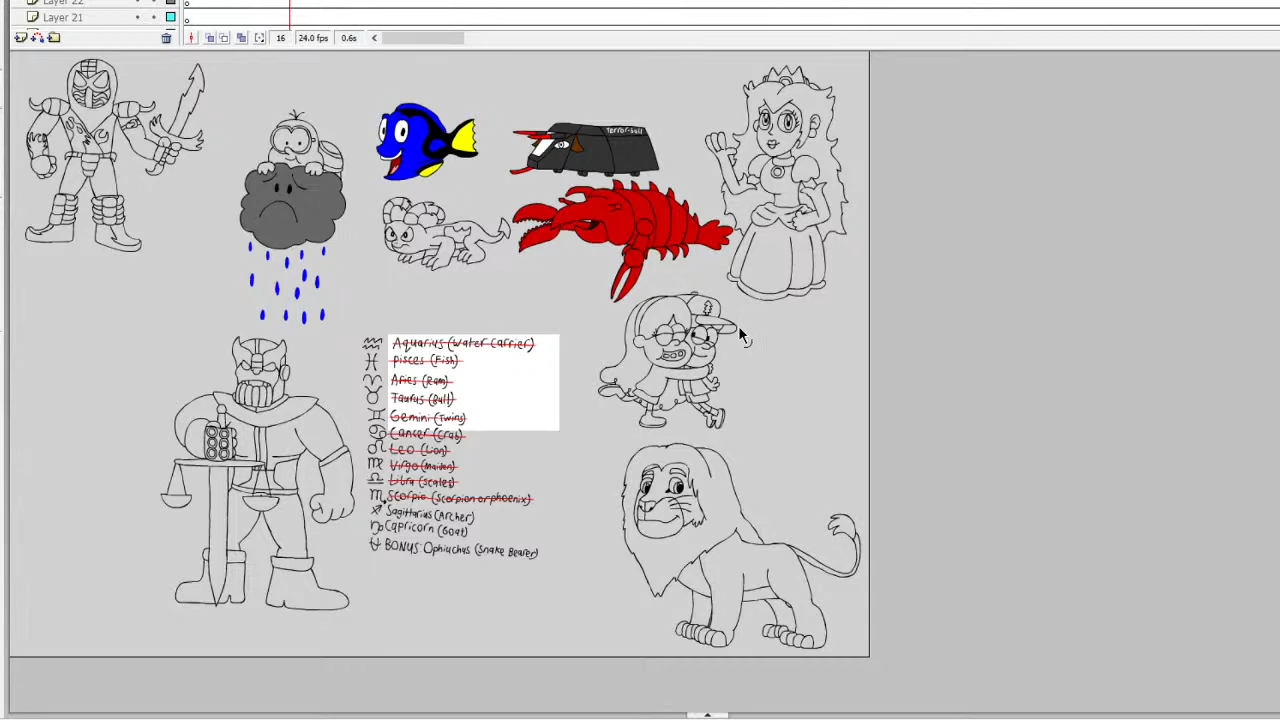 Layer 22
Layer 21
16 24.0 fps 0.6s
Terror-bull
Aquarius (Water Carrier)
Pisces (Fish)
Aries (Ram)
Taurus (Bull)
Gemini (Twins)
Cancer (Crab)
Leo (Lion)
Virgo (Maiden)
Libra (Scales)
Scorpio (Scorpion or phoenix)
Sagittarius (Archer)
Capricorn (Goat)
BONUS: Ophiuchus (Snake Bearer)